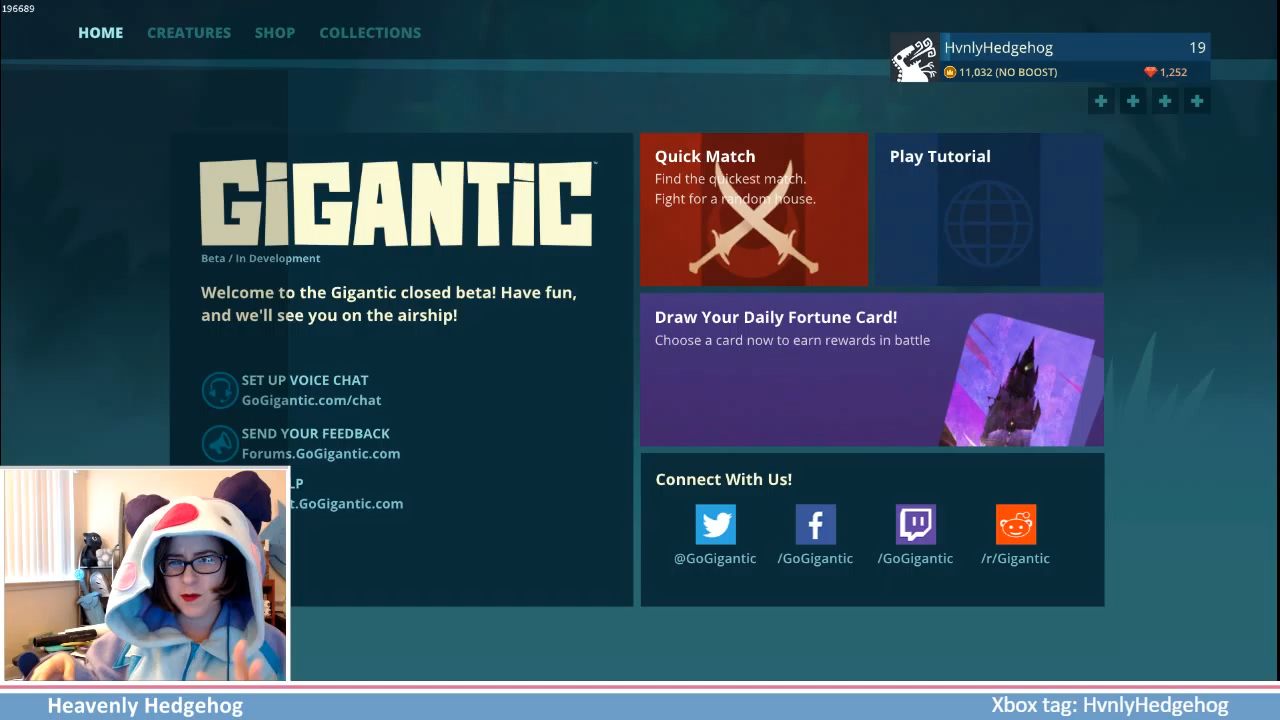 196689
HOME CREATURES SHOP COLLECTIONS
HvnlyHedgehog 19
11,032 (NO BOOST) 1,252
GiGANTiC
Beta / In Development
Welcome to the Gigantic closed beta! Have fun,
and we'll see you on the airship!
SET UP VOICE CHAT
GoGigantic.com/chat
SEND YOUR FEEDBACK
Forums.GoGigantic.com
LP
t.GoGigantic.com
Quick Match
Find the quickest match.
Fight for a random house.
Play Tutorial
Draw Your Daily Fortune Card!
Choose a card now to earn rewards in battle
Connect With Us!
@GoGigantic /GoGigantic /GoGigantic /r/Gigantic
Heavenly Hedgehog
Xbox tag: HvnlyHedgehog